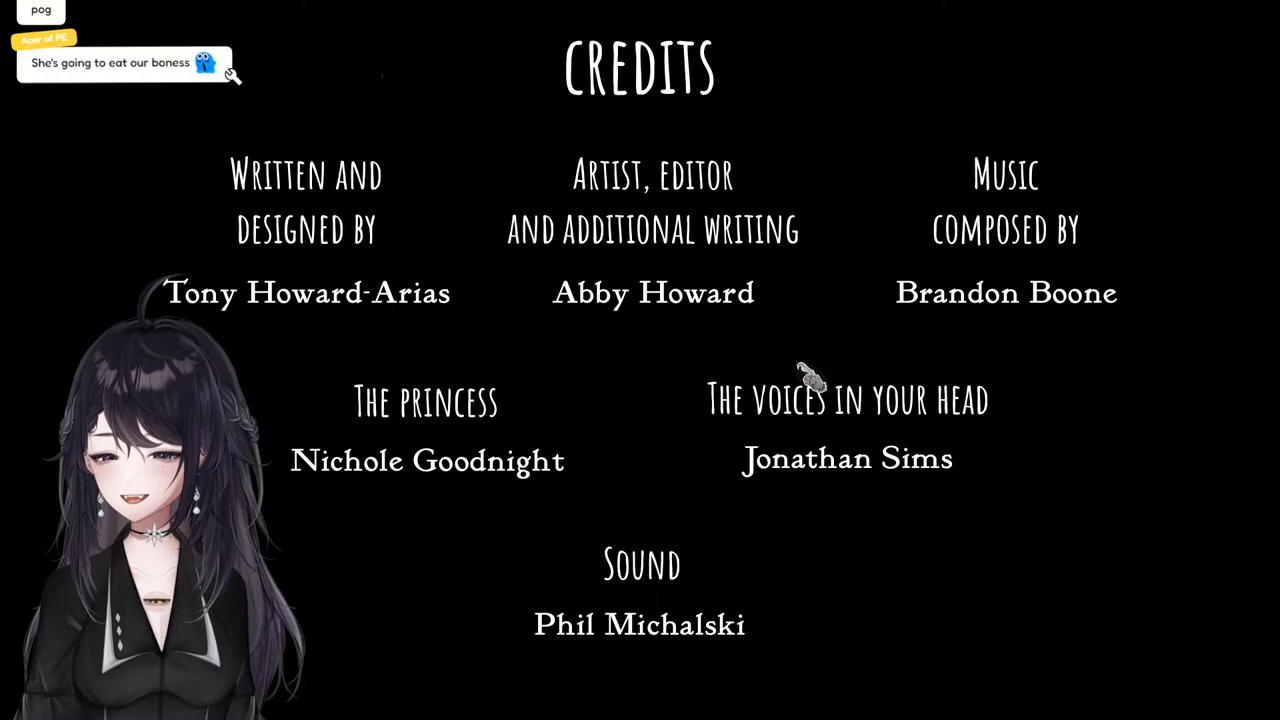 pog
Acer of PE
She's going to eat our boness
CREDITS
WRITTEN AND
DESIGNED BY
Tony Howard-Arias
ARTIST, EDITOR
AND ADDITIONAL WRITING
Abby Howard
MUSIC
COMPOSED BY
Brandon Boone
THE PRINCESS
Nichole Goodnight
THE VOICES IN YOUR HEAD
Jonathan Sims
SOUND
Phil Michalski